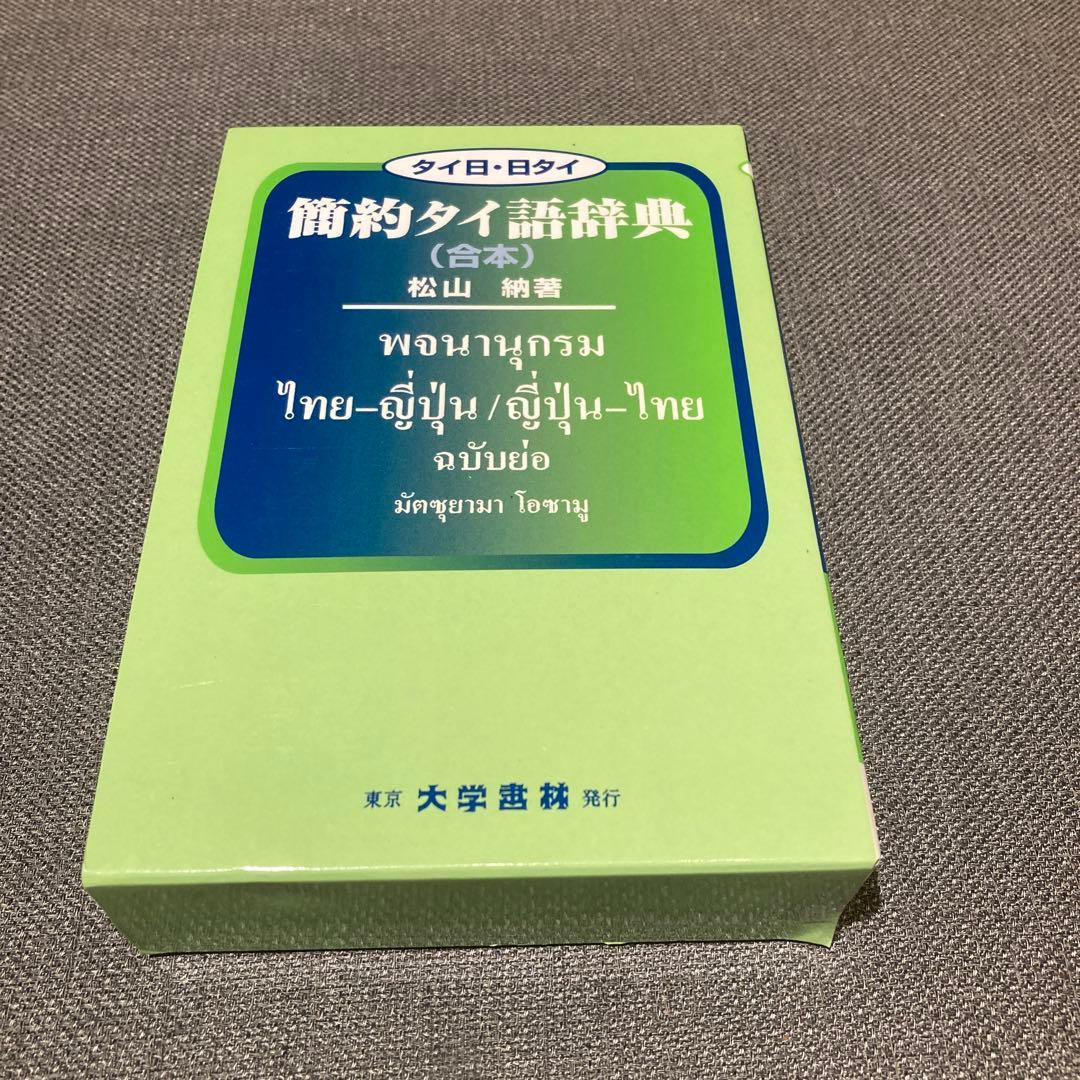 タイ日・日タイ
簡約タイ語辞典
(合本)
松山 納著
พจนานุกรม
ไทย–ญี่ปุ่น / ญี่ปุ่น–ไทย
ฉบับย่อ
มัตซุยามา โอซามู
東京 大学書林 発行